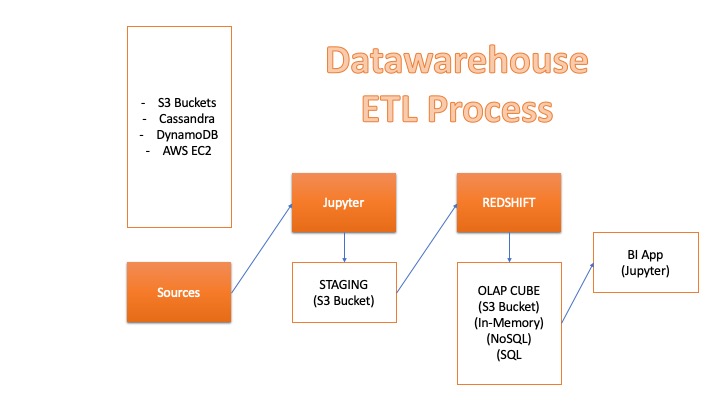 Datawarehouse
ETL Process
- S3 Buckets
- Cassandra
- DynamoDB
- AWS EC2
Sources
Jupyter
STAGING
(S3 Bucket)
REDSHIFT
OLAP CUBE
(S3 Bucket)
(In-Memory)
(NoSQL)
(SQL
BI App
(Jupyter)